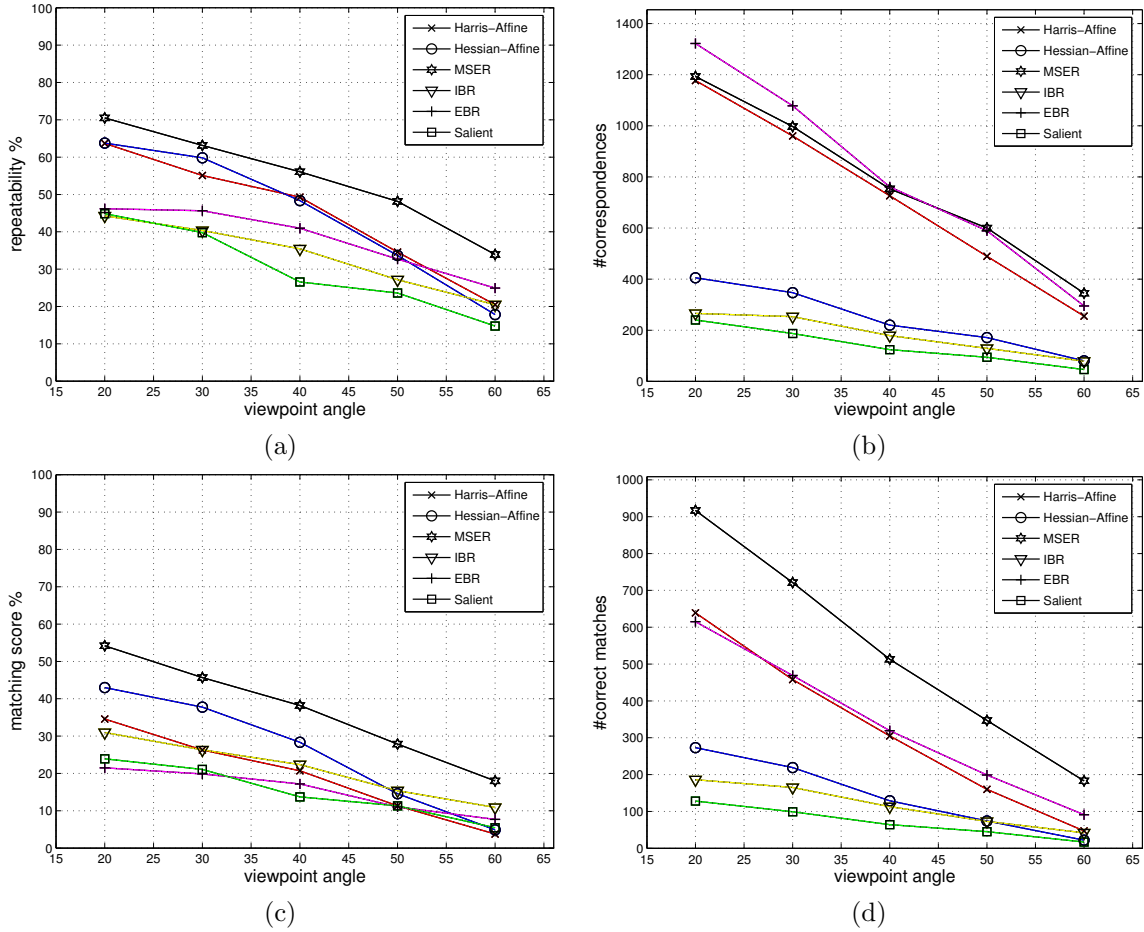 100
90
80
70
60
50
40
30
20
10
0
repeatability %
Harris−Affine
Hessian−Affine
MSER
IBR
EBR
Salient
15 20 25 30 35 40 45 50 55 60 65
viewpoint angle
(a)
1400
1200
1000
800
600
400
200
0
#correspondences
Harris−Affine
Hessian−Affine
MSER
IBR
EBR
Salient
15 20 25 30 35 40 45 50 55 60 65
viewpoint angle
(b)
100
90
80
70
60
50
40
30
20
10
0
matching score %
Harris−Affine
Hessian−Affine
MSER
IBR
EBR
Salient
15 20 25 30 35 40 45 50 55 60 65
viewpoint angle
(c)
1000
900
800
700
600
500
400
300
200
100
0
#correct matches
Harris−Affine
Hessian−Affine
MSER
IBR
EBR
Salient
15 20 25 30 35 40 45 50 55 60 65
viewpoint angle
(d)